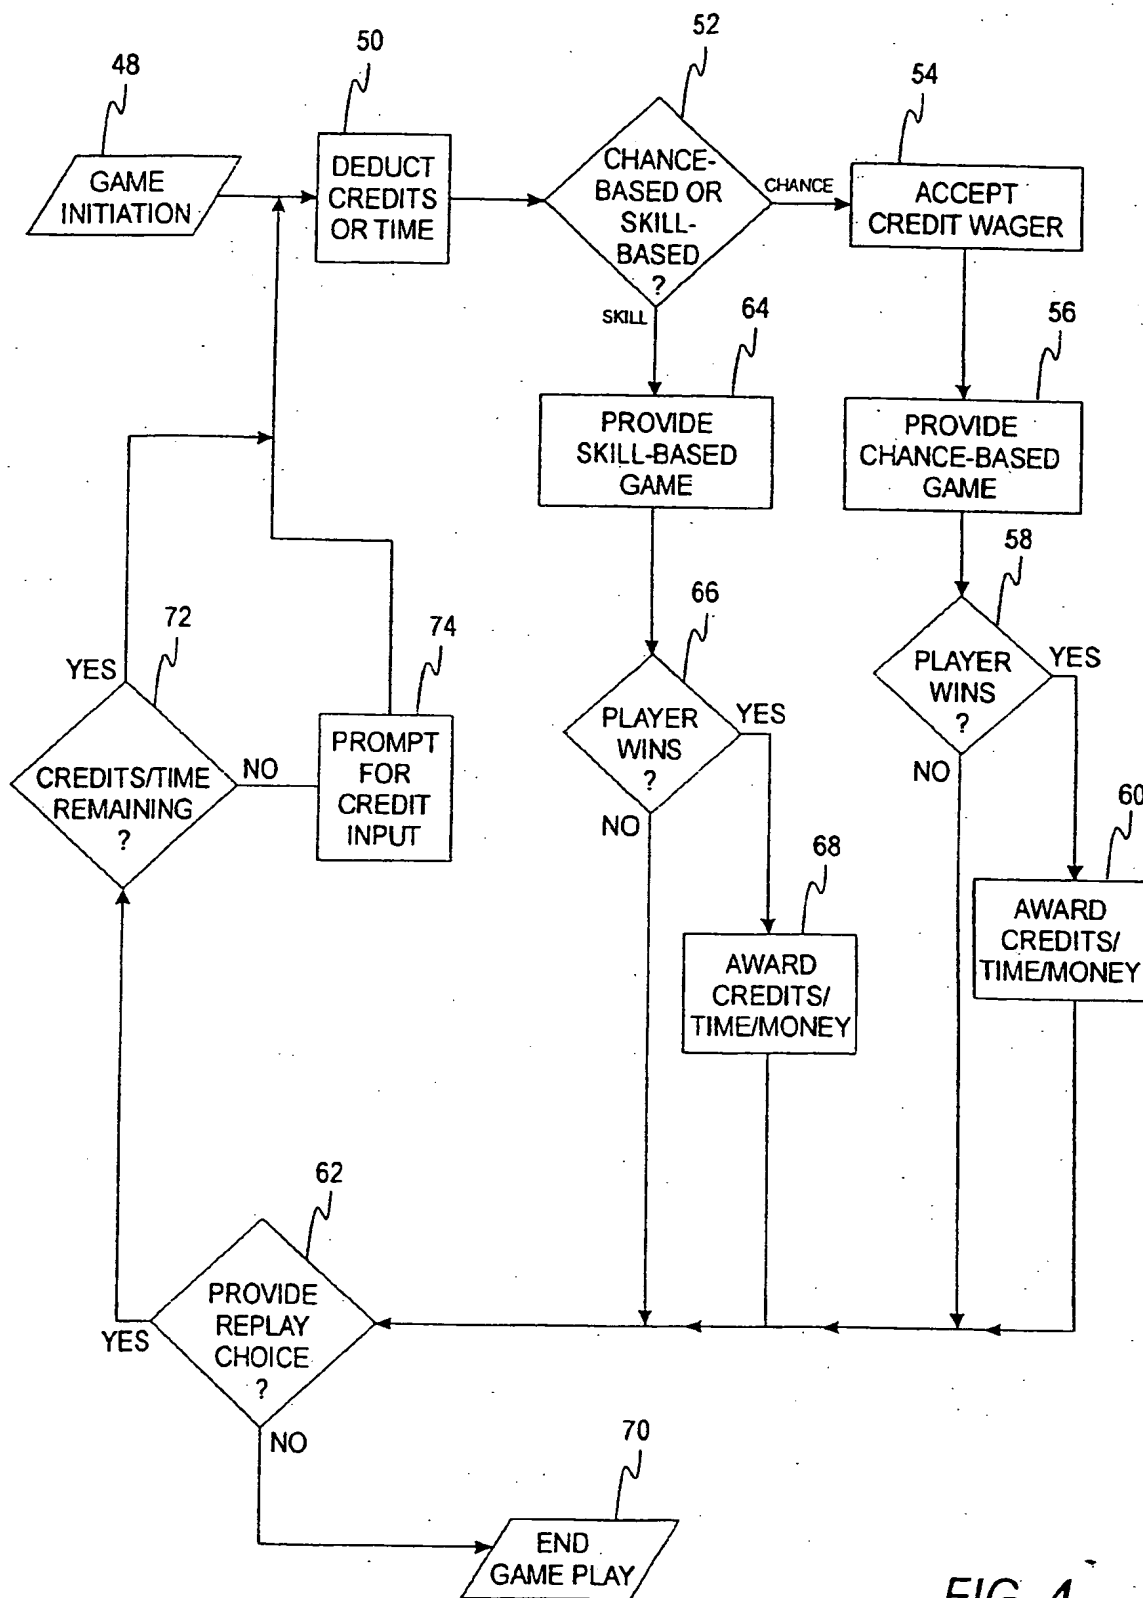 48
GAME
INITIATION
50
DEDUCT
CREDITS
OR TIME
52
CHANCE-
BASED OR
SKILL-
BASED
?
CHANCE
SKILL
54
ACCEPT
CREDIT WAGER
64
PROVIDE
SKILL-BASED
GAME
56
PROVIDE
CHANCE-BASED
GAME
58
PLAYER
WINS
?
YES
NO
66
PLAYER
WINS
?
YES
NO
72
YES
CREDITS/TIME
REMAINING
?
NO
74
PROMPT
FOR
CREDIT
INPUT
68
AWARD
CREDITS/
TIME/MONEY
60
AWARD
CREDITS/
TIME/MONEY
62
PROVIDE
REPLAY
CHOICE
?
YES
NO
70
END
GAME PLAY
FIG. 4